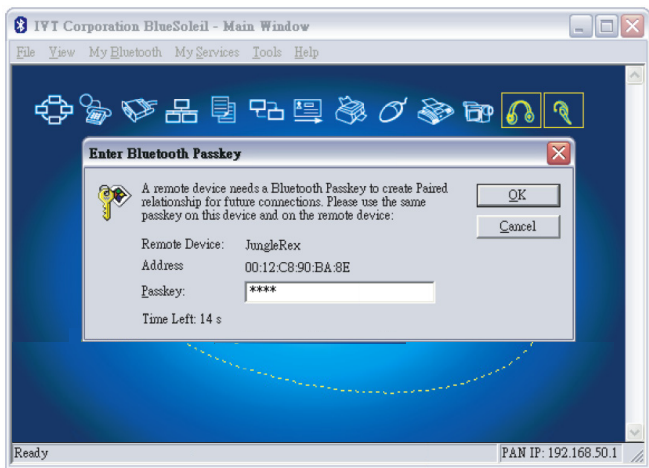 IVT Corporation BlueSoleil - Main Window
File View My Bluetooth My Services Tools Help
Enter Bluetooth Passkey
A remote device needs a Bluetooth Passkey to create Paired
relationship for future connections. Please use the same
passkey on this device and on the remote device:
OK
Cancel
Remote Device: JungleRex
Address 00:12:C8:90:BA:8E
Passkey: ****
Time Left: 14 s
Ready PAN IP: 192.168.50.1